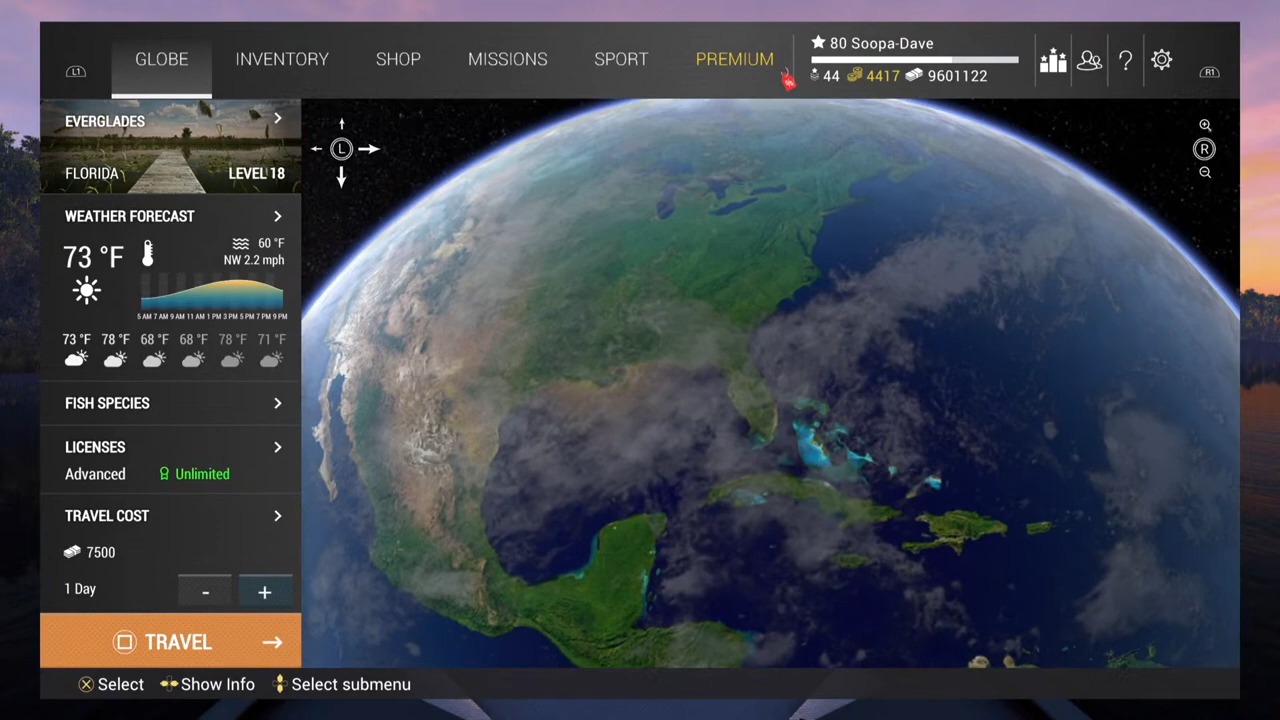 L1
GLOBE
INVENTORY
SHOP
MISSIONS
SPORT
PREMIUM
80 Soopa-Dave
44 4417 9601122
?
R1
EVERGLADES
FLORIDA
LEVEL 18
L
R
WEATHER FORECAST
73 °F
60 °F
NW 2.2 mph
5 AM 7 AM 9 AM 11 AM 1 PM 3 PM 5 PM 7 PM 9 PM
73 °F 78 °F 68 °F 68 °F 78 °F 71 °F
FISH SPECIES
LICENSES
Advanced Unlimited
TRAVEL COST
7500
1 Day - +
TRAVEL
Select Show Info Select submenu